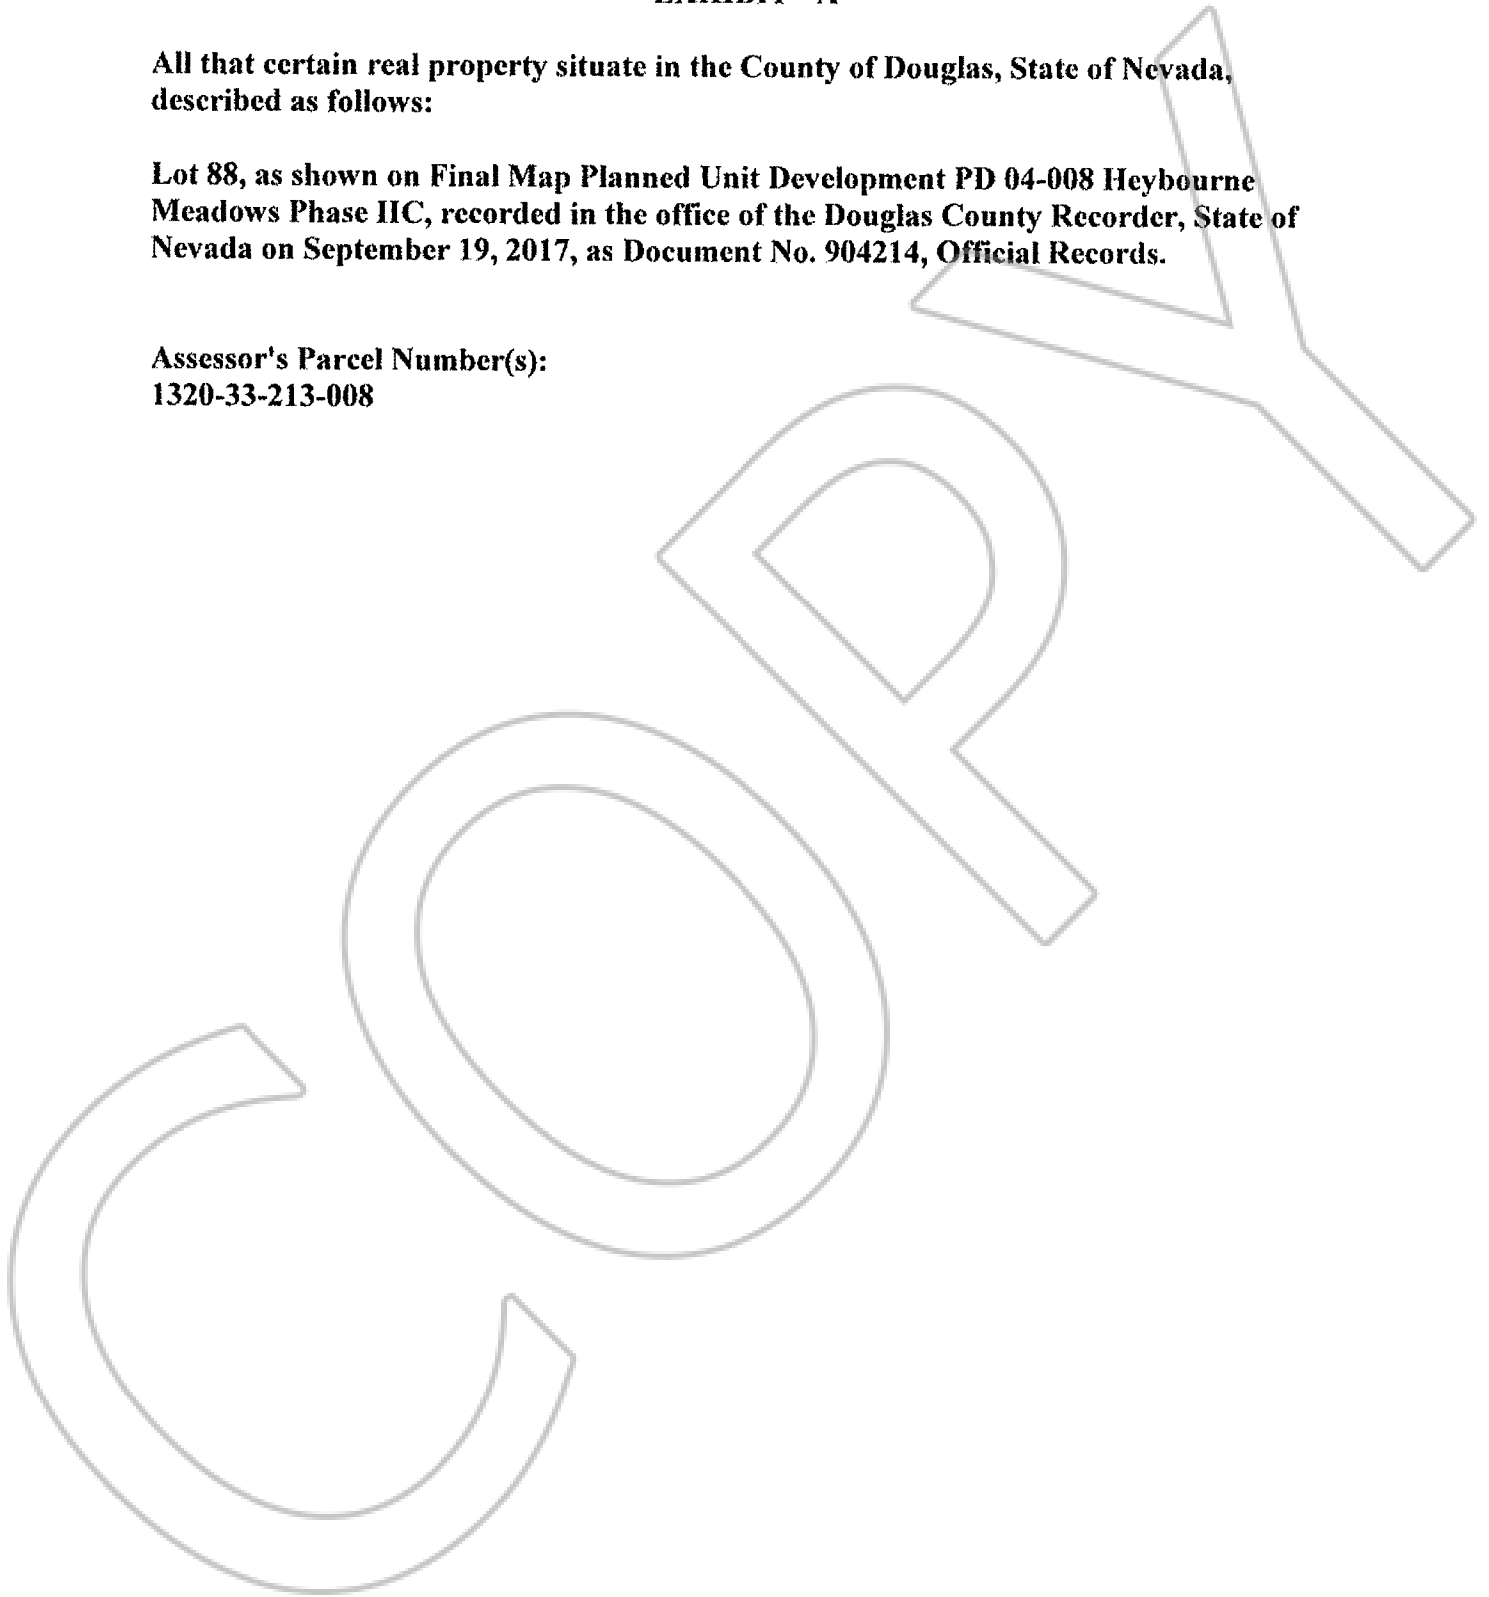 All that certain real property situate in the County of Douglas, State of Nevada,
described as follows:
Lot 88, as shown on Final Map Planned Unit Development PD 04-008 Heybourne
Meadows Phase IIC, recorded in the office of the Douglas County Recorder, State of
Nevada on September 19, 2017, as Document No. 904214, Official Records.
Assessor's Parcel Number(s):
1320-33-213-008
COPY